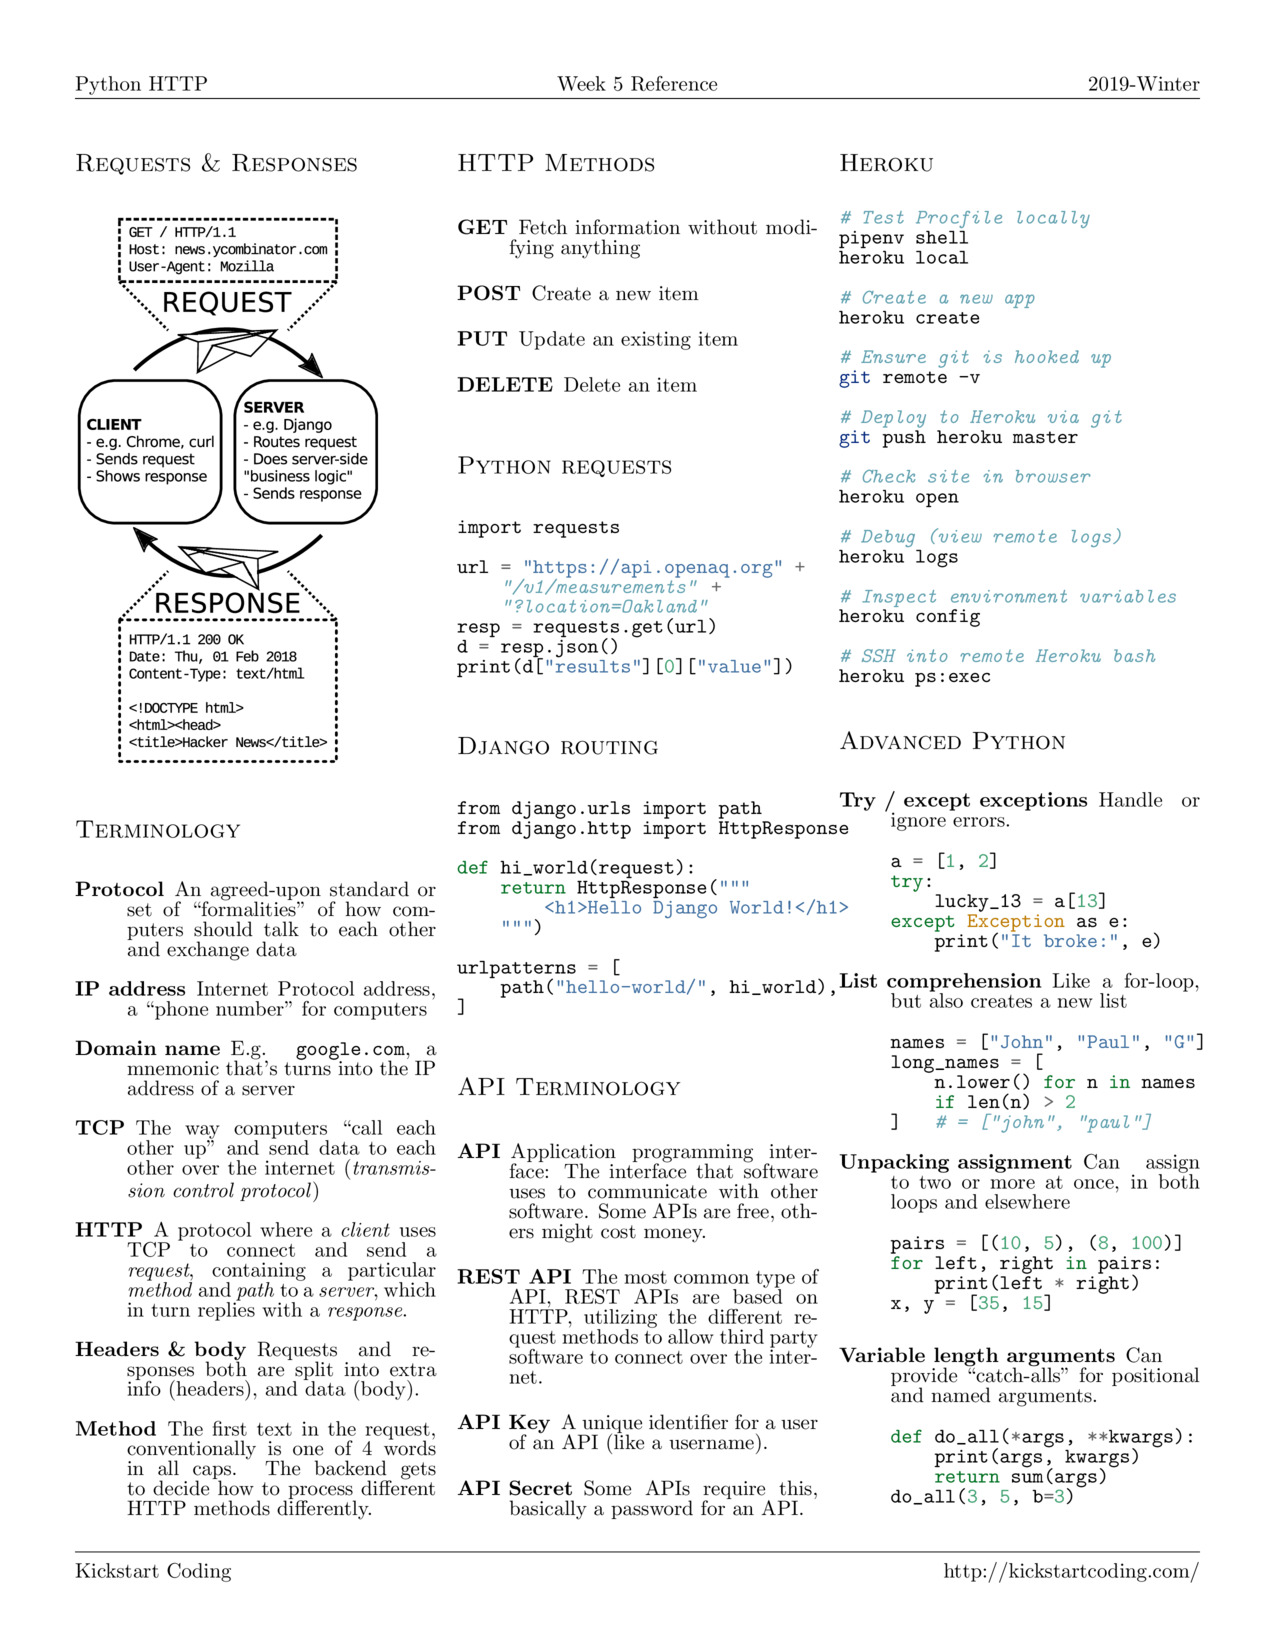 Python HTTP
Week 5 Reference
2019-Winter
Requests & Responses
GET / HTTP/1.1
Host: news.ycombinator.com
User-Agent: Mozilla
REQUEST
CLIENT
- e.g. Chrome, curl
- Sends request
- Shows response
SERVER
- e.g. Django
- Routes request
- Does server-side
"business logic"
- Sends response
RESPONSE
HTTP/1.1 200 OK
Date: Thu, 01 Feb 2018
Content-Type: text/html
<!DOCTYPE html>
<html><head>
<title>Hacker News</title>
Terminology
Protocol An agreed-upon standard or
set of “formalities” of how com-
puters should talk to each other
and exchange data
IP address Internet Protocol address,
a “phone number” for computers
Domain name E.g. google.com, a
mnemonic that’s turns into the IP
address of a server
TCP The way computers “call each
other up” and send data to each
other over the internet (transmis-
sion control protocol)
HTTP A protocol where a client uses
TCP to connect and send a
request, containing a particular
method and path to a server, which
in turn replies with a response.
Headers & body Requests and re-
sponses both are split into extra
info (headers), and data (body).
Method The first text in the request,
conventionally is one of 4 words
in all caps. The backend gets
to decide how to process different
HTTP methods differently.
HTTP Methods
GET Fetch information without modi-
fying anything
POST Create a new item
PUT Update an existing item
DELETE Delete an item
Python requests
import requests
url = "https://api.openaq.org" +
"/v1/measurements" +
"?location=Oakland"
resp = requests.get(url)
d = resp.json()
print(d["results"][0]["value"])
Django routing
from django.urls import path
from django.http import HttpResponse
def hi_world(request):
return HttpResponse("""
<h1>Hello Django World!</h1>
""")
urlpatterns = [
path("hello-world/", hi_world),
]
API Terminology
API Application programming inter-
face: The interface that software
uses to communicate with other
software. Some APIs are free, oth-
ers might cost money.
REST API The most common type of
API, REST APIs are based on
HTTP, utilizing the different re-
quest methods to allow third party
software to connect over the inter-
net.
API Key A unique identifier for a user
of an API (like a username).
API Secret Some APIs require this,
basically a password for an API.
Heroku
# Test Procfile locally
pipenv shell
heroku local
# Create a new app
heroku create
# Ensure git is hooked up
git remote -v
# Deploy to Heroku via git
git push heroku master
# Check site in browser
heroku open
# Debug (view remote logs)
heroku logs
# Inspect environment variables
heroku config
# SSH into remote Heroku bash
heroku ps:exec
Advanced Python
Try / except exceptions Handle or
ignore errors.
a = [1, 2]
try:
lucky_13 = a[13]
except Exception as e:
print("It broke:", e)
List comprehension Like a for-loop,
but also creates a new list
names = ["John", "Paul", "G"]
long_names = [
n.lower() for n in names
if len(n) > 2
] # = ["john", "paul"]
Unpacking assignment Can assign
to two or more at once, in both
loops and elsewhere
pairs = [(10, 5), (8, 100)]
for left, right in pairs:
print(left * right)
x, y = [35, 15]
Variable length arguments Can
provide “catch-alls” for positional
and named arguments.
def do_all(*args, **kwargs):
print(args, kwargs)
return sum(args)
do_all(3, 5, b=3)
Kickstart Coding
http://kickstartcoding.com/